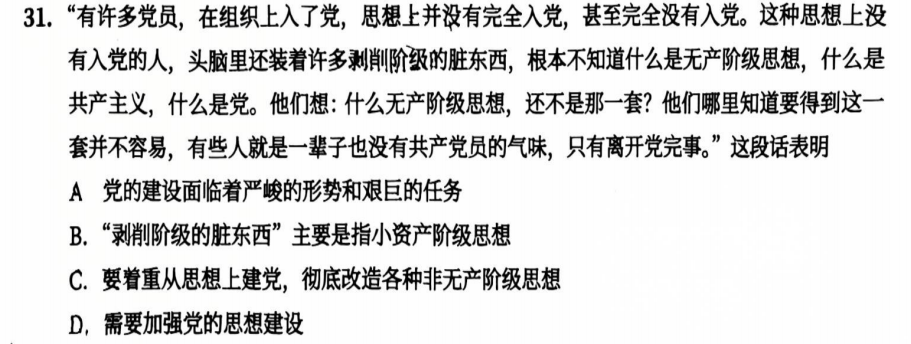 31. “有许多党员，在组织上入了党，思想上并没有完全入党，甚至完全没有入党。这种思想上没
有入党的人，头脑里还装着许多剥削阶级的脏东西，根本不知道什么是无产阶级思想，什么是
共产主义，什么是党。他们想：什么无产阶级思想，还不是那一套？他们哪里知道要得到这一
套并不容易，有些人就是一辈子也没有共产党员的气味，只有离开党完事。”这段话表明
A 党的建设面临着严峻的形势和艰巨的任务
B. “剥削阶级的脏东西”主要是指小资产阶级思想
C. 要着重从思想上建党，彻底改造各种非无产阶级思想
D. 需要加强党的思想建设